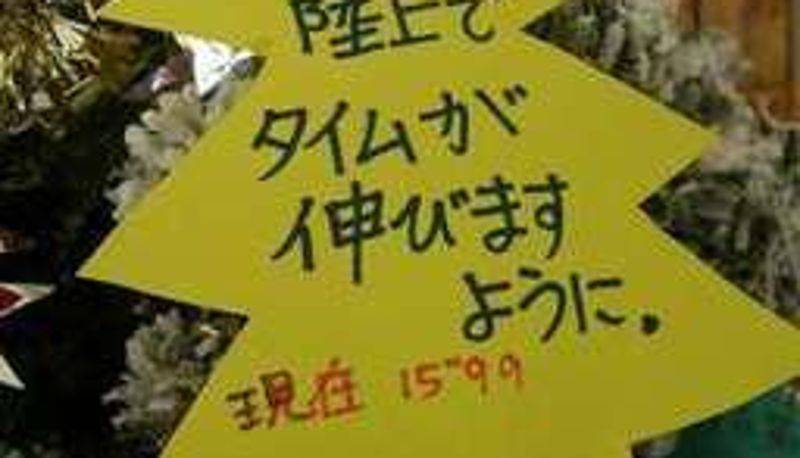 陸上で
タイムが
伸びます
ように。
現在 15"99